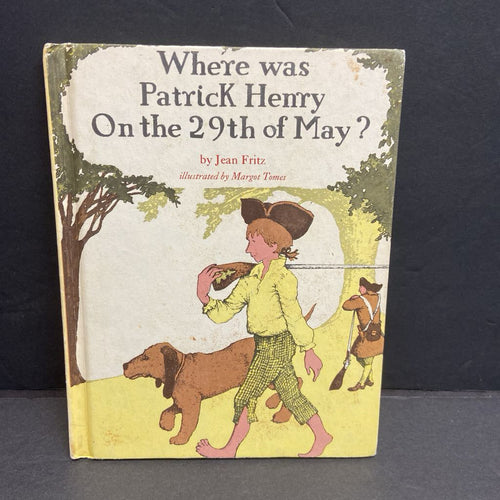 Where was
Patrick Henry
On the 29th of May?
by Jean Fritz
illustrated by Margot Tomes